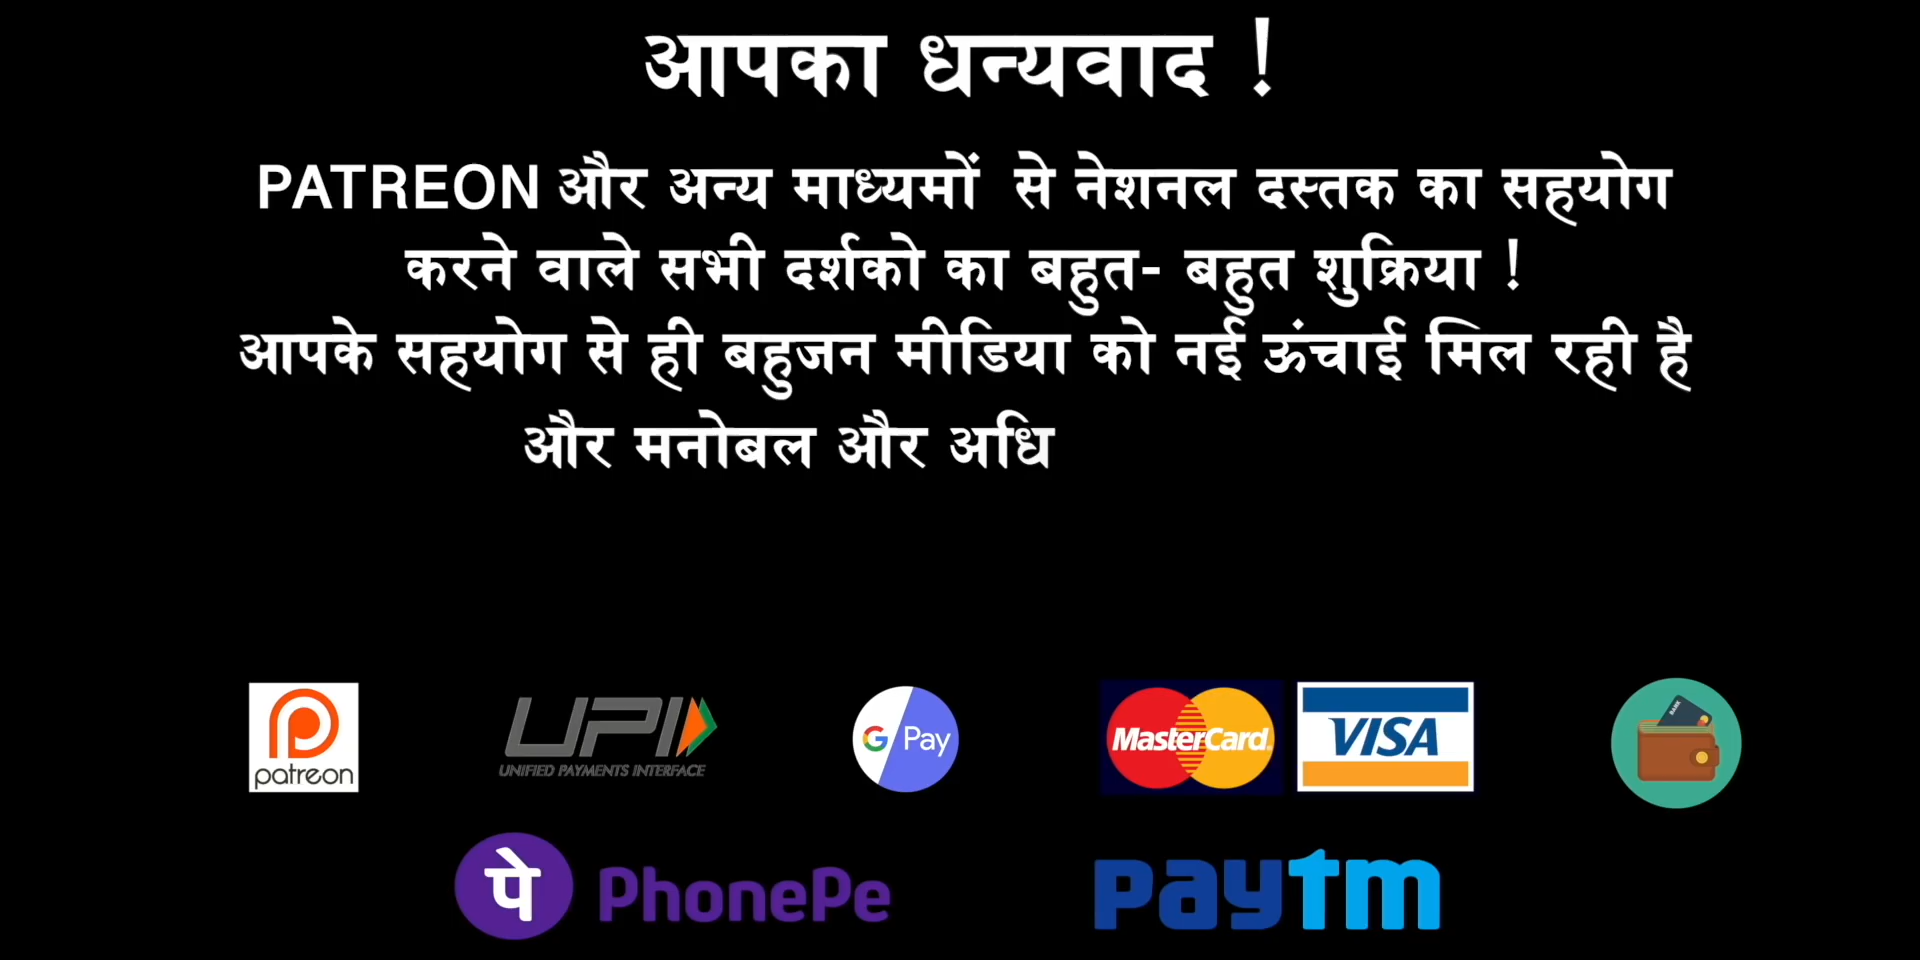 आपका धन्यवाद !
PATREON और अन्य माध्यमों से नेशनल दस्तक का सहयोग
करने वाले सभी दर्शको का बहुत- बहुत शुक्रिया !
आपके सहयोग से ही बहुजन मीडिया को नई ऊंचाई मिल रही है
और मनोबल और अधि
patreon
UPI
UNIFIED PAYMENTS INTERFACE
G Pay
MasterCard
VISA
BANK
पे PhonePe
paytm